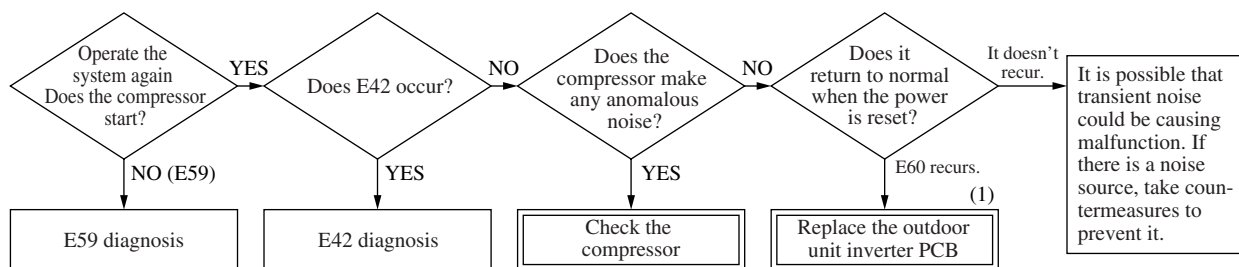 Operate the
system again
Does the compressor
start?
YES
NO (E59)
E59 diagnosis
Does E42 occur?
NO
YES
E42 diagnosis
Does the
compressor make
any anomalous
noise?
NO
YES
Check the
compressor
Does it
return to normal
when the power
is reset?
It doesn't
recur.
E60 recurs.
(1)
Replace the outdoor
unit inverter PCB
It is possible that
transient noise
could be causing
malfunction. If
there is a noise
source, take coun-
termeasures to
prevent it.